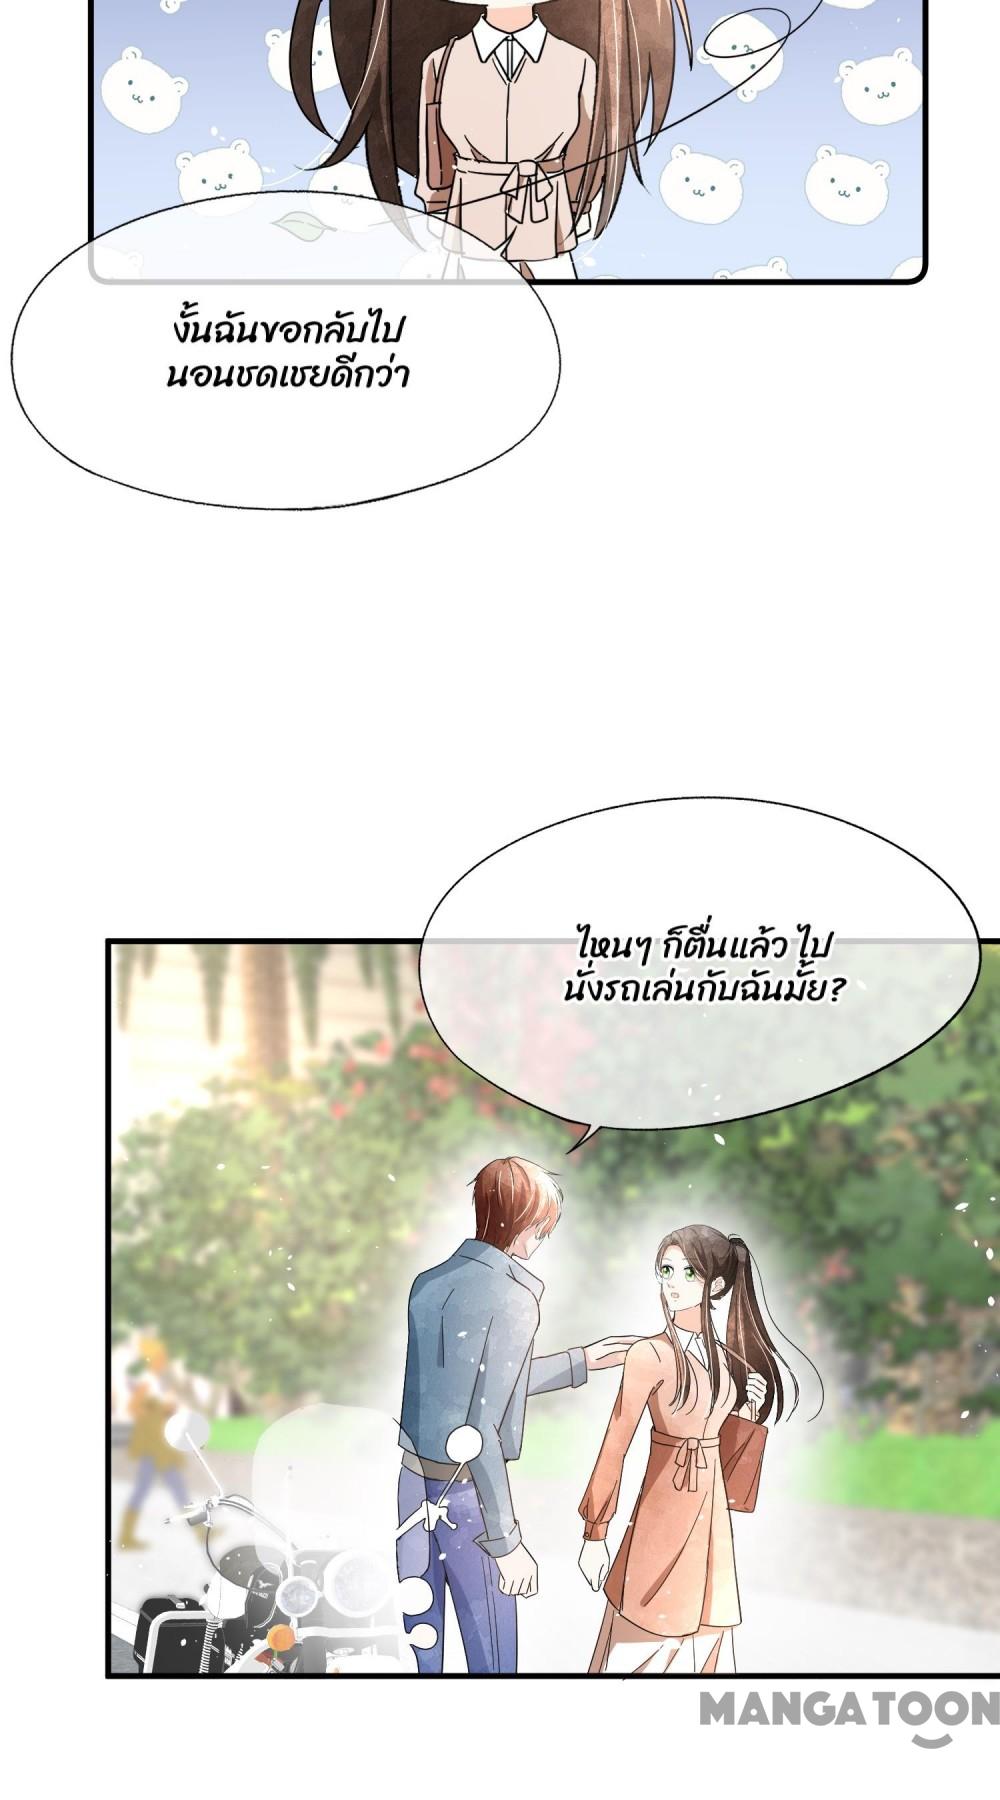 งั้นฉันขอกลับไป
นอนชดเชยดีกว่า
ไหนๆ ก็ตื่นแล้ว ไป
นั่งรถเล่นกับฉันมั้ย?
MANGATOON